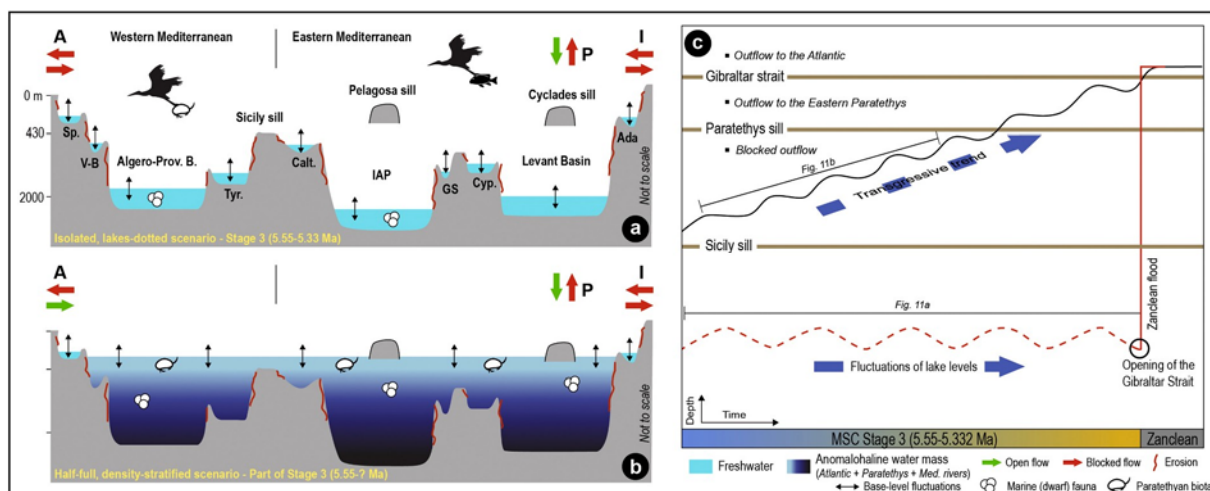 A
Western Mediterranean
Eastern Mediterranean
P
I
Pelagosa sill
Cyclades sill
0 m
Sicily sill
Sp.
Ada
430
V-B
Algero-Prov. B.
Calt.
Levant Basin
IAP
Tyr.
GS
Cyp.
2000
Not to scale
Isolated, lakes-dotted scenario - Stage 3 (5.55-5.33 Ma)
a
A
P
I
Not to scale
Half-full, density-stratified scenario - Part of Stage 3 (5.55-? Ma)
b
c
▪ Outflow to the Atlantic
Gibraltar strait
▪ Outflow to the Eastern Paratethys
Paratethys sill
▪ Blocked outflow
Fig. 11b
Transgressive trend
Sicily sill
Zanclean flood
Fig. 11a
Fluctuations of lake levels
Opening of the
Gibraltar Strait
Depth
Time
MSC Stage 3 (5.55-5.332 Ma)
Zanclean
Freshwater
Anomalohaline water mass
(Atlantic + Paratethys + Med. rivers)
Open flow
Blocked flow
Erosion
Base-level fluctuations
Marine (dwarf) fauna
Paratethyan biota